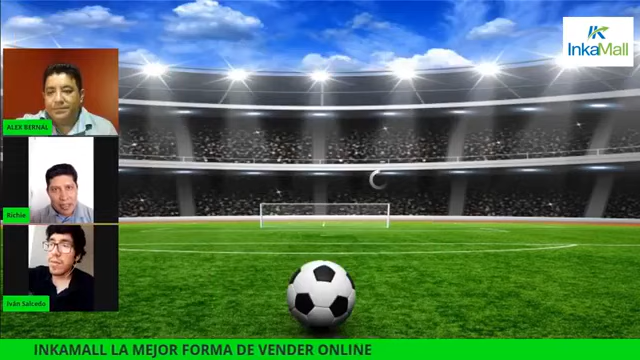 InkaMall
ALEX BERNAL
Richie
Iván Salcedo
INKAMALL LA MEJOR FORMA DE VENDER ONLINE